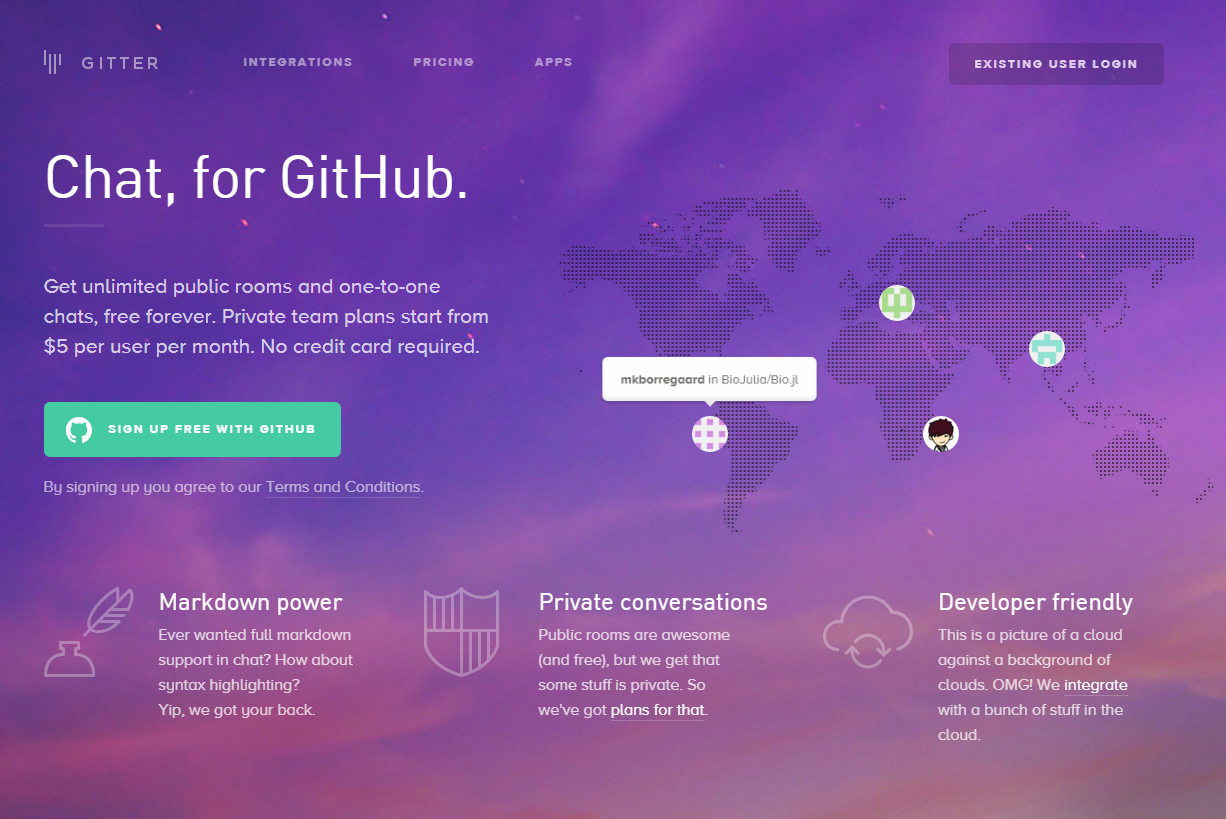 GITTER
INTEGRATIONS
PRICING
APPS
EXISTING USER LOGIN
Chat, for GitHub.
Get unlimited public rooms and one-to-one
chats, free forever. Private team plans start from
$5 per user per month. No credit card required.
mkborregaard in BioJulia/Bio.jl
SIGN UP FREE WITH GITHUB
By signing up you agree to our Terms and Conditions.
Markdown power
Ever wanted full markdown
support in chat? How about
syntax highlighting?
Yip, we got your back.
Private conversations
Public rooms are awesome
(and free), but we get that
some stuff is private. So
we've got plans for that.
Developer friendly
This is a picture of a cloud
against a background of
clouds. OMG! We integrate
with a bunch of stuff in the
cloud.